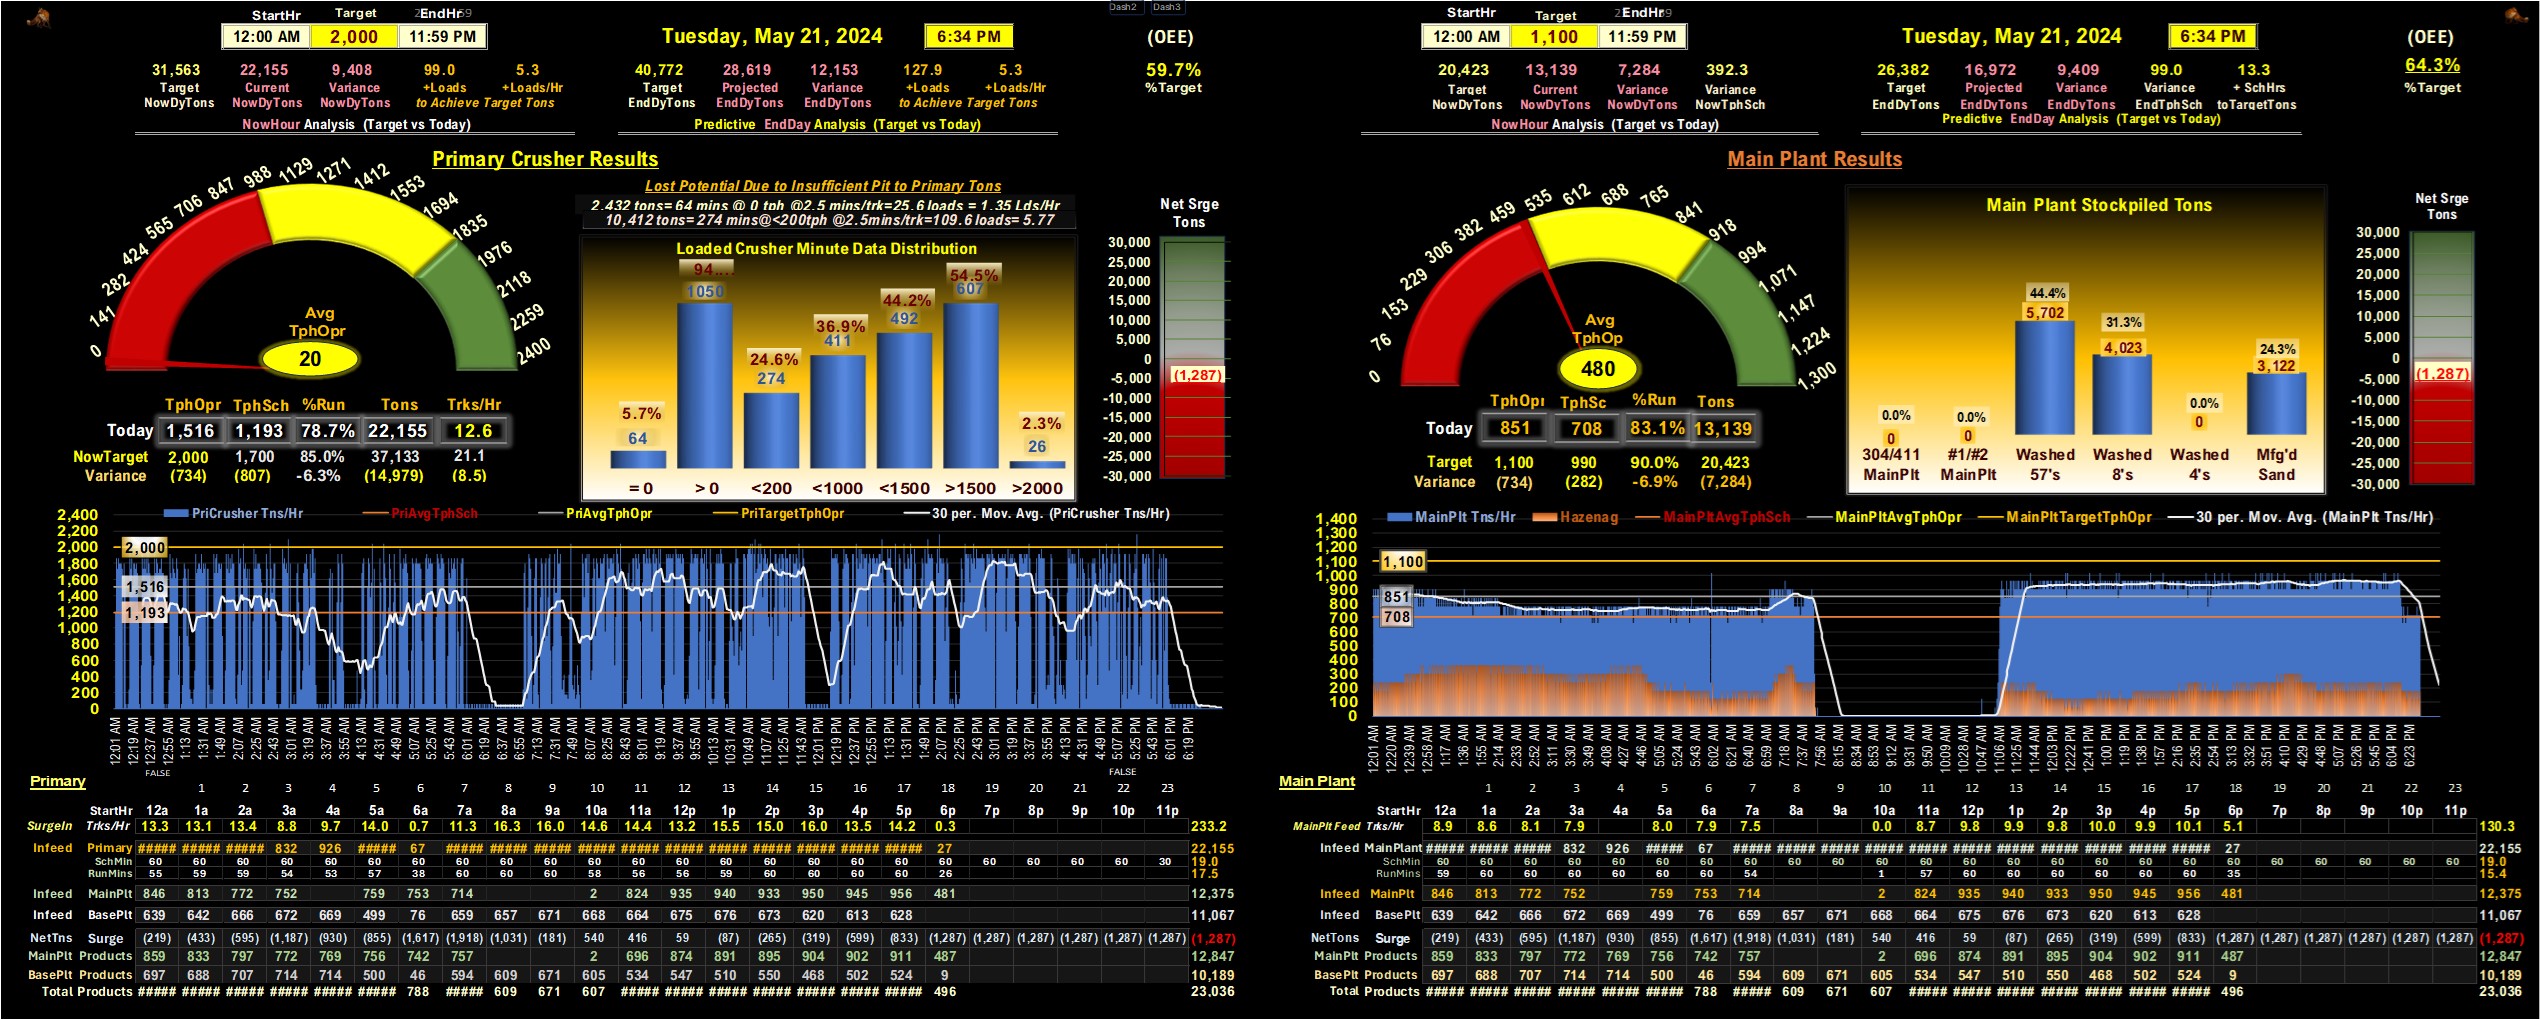 Dash2 Dash3
StartHr Target EndHr
12:00 AM 2,000 11:59 PM
Tuesday, May 21, 2024 6:34 PM
(OEE)
59.7%
%Target
31,563 22,155 9,408 99.0 5.3
Target Current Variance +Loads +Loads/Hr
NowDyTons NowDyTons NowDyTons to Achieve Target Tons
NowHour Analysis (Target vs Today)
40,772 28,619 12,153 127.9 5.3
Target Projected Variance +Loads +Loads/Hr
EndDyTons EndDyTons EndDyTons to Achieve Target Tons
Predictive EndDay Analysis (Target vs Today)
Primary Crusher Results
0 141 282 424 565 706 847 988 1129 1271 1412 1553 1694 1835 1976 2118 2259 2400
Avg
TphOpr
20
TphOpr TphSch %Run Tons Trks/Hr
Today 1,516 1,193 78.7% 22,155 12.6
NowTarget 2,000 1,700 85.0% 37,133 21.1
Variance (734) (807) -6.3% (14,979) (8.5)
Lost Potential Due to Insufficient Pit to Primary Tons
2,432 tons= 64 mins @ 0 tph @2.5 mins/trk=25.6 loads = 1.35 Lds/Hr
10,412 tons= 274 mins@<200tph @2.5mins/trk=109.6 loads= 5.77
Loaded Crusher Minute Data Distribution
5.7% 94.... 24.6% 36.9% 44.2% 54.5% 2.3%
64 1050 274 411 492 607 26
= 0 > 0 <200 <1000 <1500 >1500 >2000
Net Srge
Tons
30,000
25,000
20,000
15,000
10,000
5,000
0
(1,287)
-5,000
-10,000
-15,000
-20,000
-25,000
-30,000
PriCrusher Tns/Hr PriAvgTphSch PriAvgTphOpr PriTargetTphOpr 30 per. Mov. Avg. (PriCrusher Tns/Hr)
2,400
2,200
2,000
1,800
1,600
1,400
1,200
1,000
800
600
400
200
0
2,000
1,516
1,193
12:01 AM 12:19 AM 12:37 AM 12:55 AM 1:13 AM 1:31 AM 1:49 AM 2:07 AM 2:25 AM 2:43 AM 3:01 AM 3:19 AM 3:37 AM 3:55 AM 4:13 AM 4:31 AM 4:49 AM 5:07 AM 5:25 AM 5:43 AM 6:01 AM 6:19 AM 6:37 AM 6:55 AM 7:13 AM 7:31 AM 7:49 AM 8:07 AM 8:25 AM 8:43 AM 9:01 AM 9:19 AM 9:37 AM 9:55 AM 10:13 AM 10:31 AM 10:49 AM 11:07 AM 11:25 AM 11:43 AM 12:01 PM 12:19 PM 12:37 PM 12:55 PM 1:13 PM 1:31 PM 1:49 PM 2:07 PM 2:25 PM 2:43 PM 3:01 PM 3:19 PM 3:37 PM 3:55 PM 4:13 PM 4:31 PM 4:49 PM 5:07 PM 5:25 PM 5:43 PM 6:01 PM 6:19 PM
FALSE FALSE
Primary 1 2 3 4 5 6 7 8 9 10 11 12 13 14 15 16 17 18 19 20 21 22 23
StartHr 12a 1a 2a 3a 4a 5a 6a 7a 8a 9a 10a 11a 12p 1p 2p 3p 4p 5p 6p 7p 8p 9p 10p 11p
SurgeIn Trks/Hr 13.3 13.1 13.4 8.8 9.7 14.0 0.7 11.3 16.3 16.0 14.6 14.4 13.2 15.5 15.0 16.0 13.5 14.2 0.3 233.2
Infeed Primary ##### ##### ##### 832 926 ##### 67 ##### ##### ##### ##### ##### ##### ##### ##### ##### ##### ##### 27 22,155
SchMin 60 60 60 60 60 60 60 60 60 60 60 60 60 60 60 60 60 60 60 60 60 60 60 30 19.0
RunMins 55 59 59 54 53 57 38 60 60 60 58 56 56 59 60 60 60 60 26 17.5
Infeed MainPlt 846 813 772 752 759 753 714 2 824 935 940 933 950 945 956 481 12,375
Infeed BasePlt 639 642 666 672 669 499 76 659 657 671 668 664 675 676 673 620 613 628 11,067
NetTns Surge (219) (433) (595) (1,187) (930) (855) (1,617) (1,918) (1,031) (181) 540 416 59 (87) (265) (319) (599) (833) (1,287) (1,287) (1,287) (1,287) (1,287) (1,287) (1,287)
MainPlt Products 859 833 797 772 769 756 742 757 2 696 874 891 895 904 902 911 487 12,847
BasePlt Products 697 688 707 714 714 500 46 594 609 671 605 534 547 510 550 468 502 524 9 10,189
Total Products ##### ##### ##### ##### ##### ##### 788 ##### 609 671 607 ##### ##### ##### ##### ##### ##### ##### 496 23,036
StartHr Target EndHr
12:00 AM 1,100 11:59 PM
Tuesday, May 21, 2024 6:34 PM
(OEE)
64.3%
%Target
20,423 13,139 7,284 392.3
Target Current Variance Variance
NowDyTons NowDyTons NowDyTons NowTphSch
NowHour Analysis (Target vs Today)
26,382 16,972 9,409 99.0 13.3
Target Projected Variance Variance + SchHrs
EndDyTons EndDyTons EndDyTons EndTphSch toTargetTons
Predictive EndDay Analysis (Target vs Today)
Main Plant Results
0 76 153 229 306 382 459 535 612 688 765 841 918 994 1,071 1,147 1,224 1,300
Avg
TphOp
480
TphOpr TphSc %Run Tons
Today 851 708 83.1% 13,139
Target 1,100 990 90.0% 20,423
Variance (734) (282) -6.9% (7,284)
Main Plant Stockpiled Tons
0.0% 0.0% 44.4% 31.3% 0.0% 24.3%
0 0 5,702 4,023 0 3,122
304/411 #1/#2 Washed Washed Washed Mfg'd
MainPlt MainPlt 57's 8's 4's Sand
Net Srge
Tons
30,000
25,000
20,000
15,000
10,000
5,000
0
(1,287)
-5,000
-10,000
-15,000
-20,000
-25,000
-30,000
MainPlt Tns/Hr Hazenag MainPltAvgTphSch MainPltAvgTphOpr MainPltTargetTphOpr 30 per. Mov. Avg. (MainPlt Tns/Hr)
1,400
1,300
1,200
1,100
1,000
900
800
700
600
500
400
300
200
100
0
1,100
851
708
12:01 AM 12:20 AM 12:39 AM 12:58 AM 1:17 AM 1:36 AM 1:55 AM 2:14 AM 2:33 AM 2:52 AM 3:11 AM 3:30 AM 3:49 AM 4:08 AM 4:27 AM 4:46 AM 5:05 AM 5:24 AM 5:43 AM 6:02 AM 6:21 AM 6:40 AM 6:59 AM 7:18 AM 7:37 AM 7:56 AM 8:15 AM 8:34 AM 8:53 AM 9:12 AM 9:31 AM 9:50 AM 10:09 AM 10:28 AM 10:47 AM 11:06 AM 11:25 AM 11:44 AM 12:03 PM 12:22 PM 12:41 PM 1:00 PM 1:19 PM 1:38 PM 1:57 PM 2:16 PM 2:35 PM 2:54 PM 3:13 PM 3:32 PM 3:51 PM 4:10 PM 4:29 PM 4:48 PM 5:07 PM 5:26 PM 5:45 PM 6:04 PM 6:23 PM
Main Plant 1 2 3 4 5 6 7 8 9 10 11 12 13 14 15 16 17 18 19 20 21 22 23
StartHr 12a 1a 2a 3a 4a 5a 6a 7a 8a 9a 10a 11a 12p 1p 2p 3p 4p 5p 6p 7p 8p 9p 10p 11p
MainPlt Feed Trks/Hr 8.9 8.6 8.1 7.9 8.0 7.9 7.5 0.0 8.7 9.8 9.9 9.8 10.0 9.9 10.1 5.1 130.3
Infeed MainPlant ##### ##### ##### 832 926 ##### 67 ##### ##### ##### ##### ##### ##### ##### ##### ##### ##### ##### 27 22,155
SchMin 60 60 60 60 60 60 60 60 60 60 60 60 60 60 60 60 60 60 60 60 60 60 60 60 19.0
RunMins 59 60 60 60 60 60 54 1 57 60 60 60 60 60 60 35 15.4
Infeed MainPlt 846 813 772 752 759 753 714 2 824 935 940 933 950 945 956 481 12,375
Infeed BasePlt 639 642 666 672 669 499 76 659 657 671 668 664 675 676 673 620 613 628 11,067
NetTons Surge (219) (433) (595) (1,187) (930) (855) (1,617) (1,918) (1,031) (181) 540 416 59 (87) (265) (319) (599) (833) (1,287) (1,287) (1,287) (1,287) (1,287) (1,287) (1,287)
MainPlt Products 859 833 797 772 769 756 742 757 2 696 874 891 895 904 902 911 487 12,847
BasePlt Products 697 688 707 714 714 500 46 594 609 671 605 534 547 510 550 468 502 524 9 10,189
Total Products ##### ##### ##### ##### ##### ##### 788 ##### 609 671 607 ##### ##### ##### ##### ##### ##### ##### 496 23,036